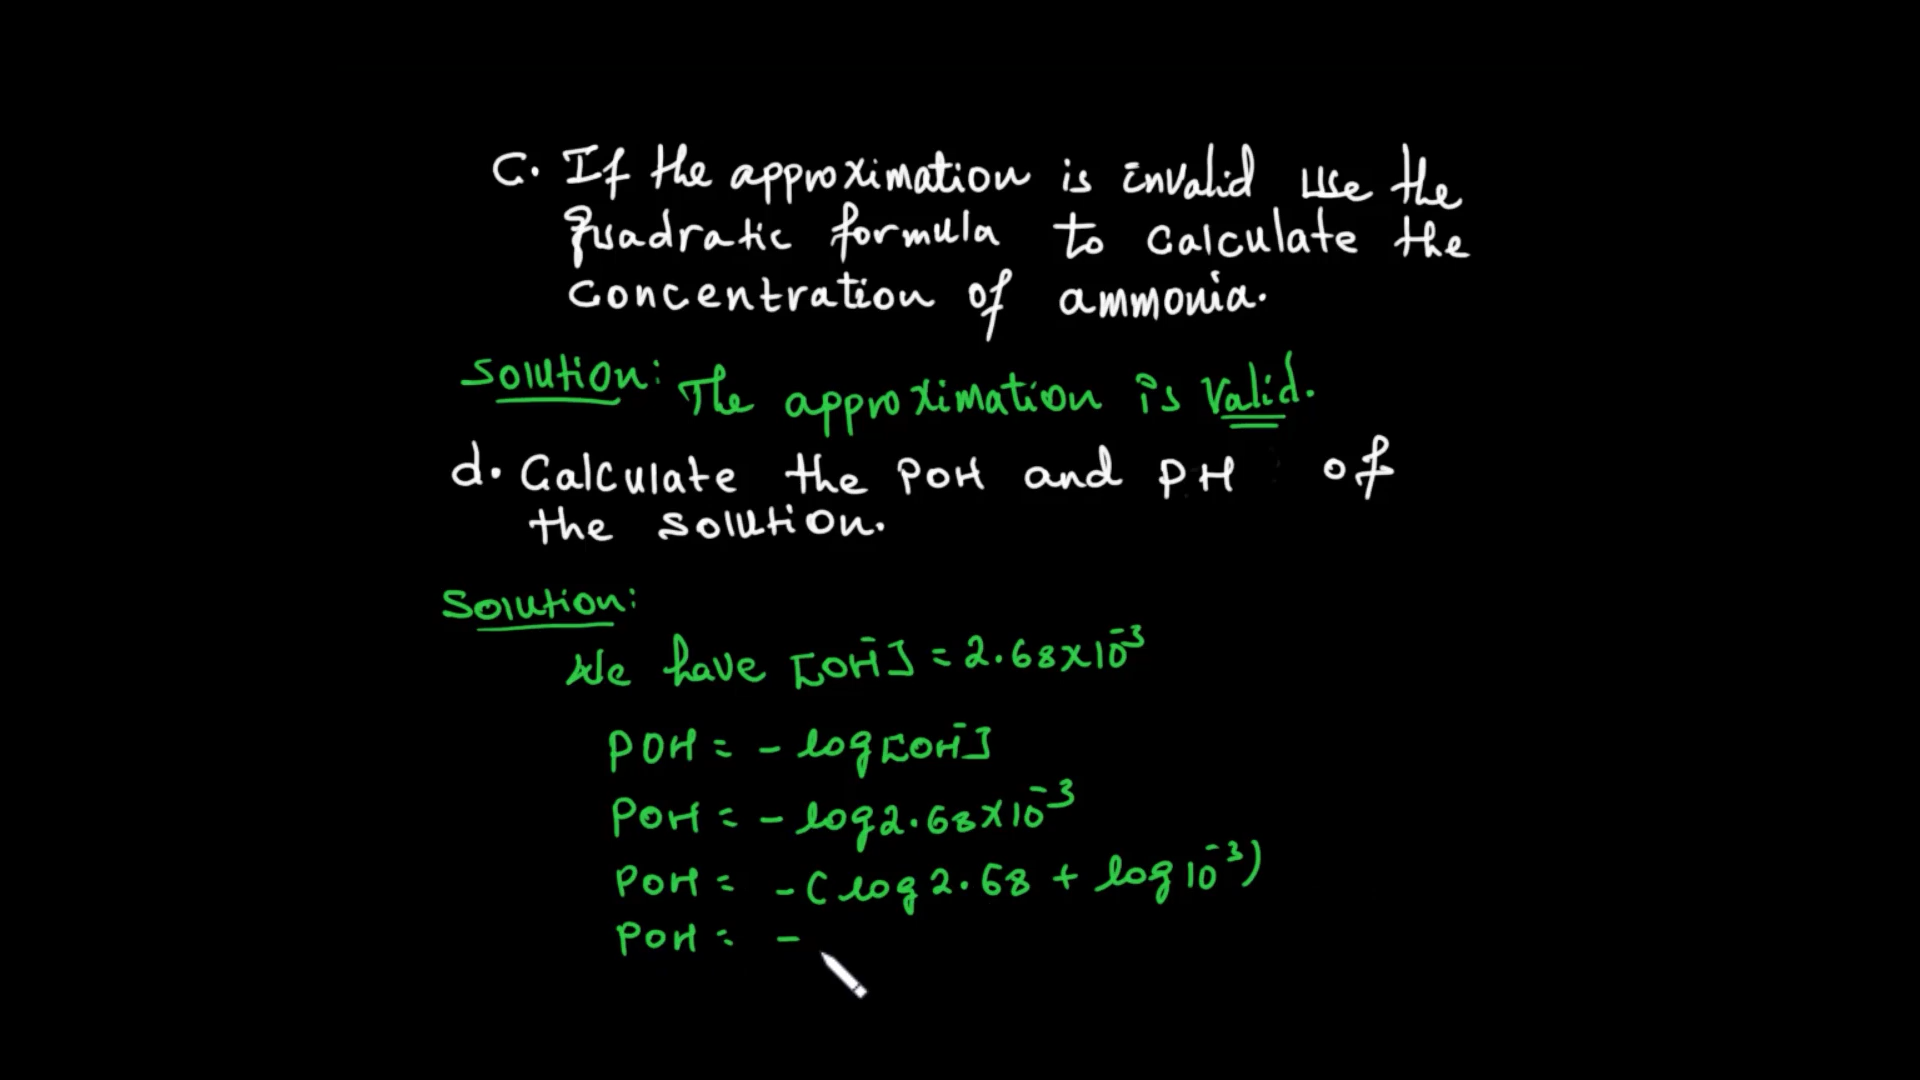 C. If the approximation is invalid use the
quadratic formula to calculate the
concentration of ammonia.
Solution: The approximation is valid.
d. Calculate the POH and PH of
the solution.
Solution:
We have [OH⁻] = 2.68×10⁻³
POH = - log[OH⁻]
POH = - log2.68×10⁻³
POH = -(log2.68 + log10⁻³)
POH = -